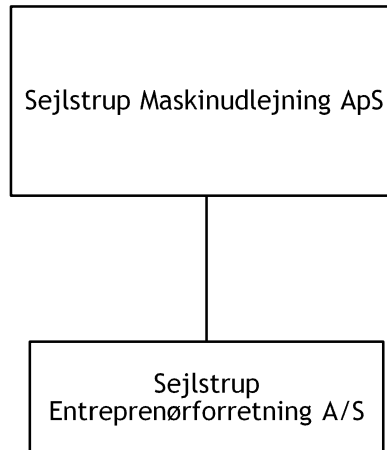 Sejlstrup Maskinudlejning ApS
Sejlstrup
Entreprenørforretning A/S